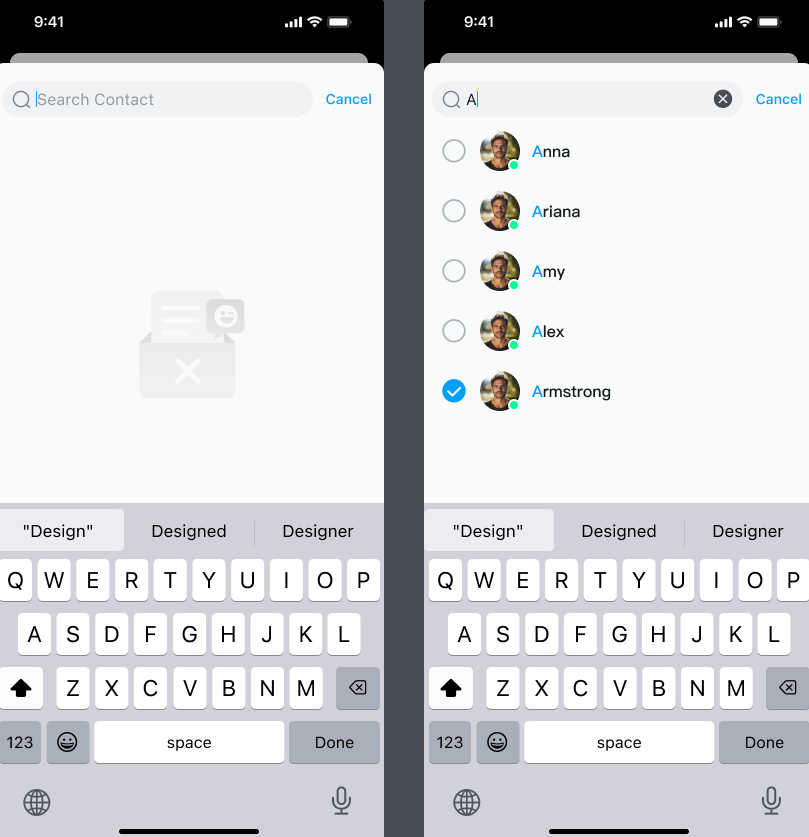 9:41
Search Contact
Cancel
"Design" Designed Designer
Q W E R T Y U I O P
A S D F G H J K L
Z X C V B N M
123 space Done
9:41
A
Cancel
Anna
Ariana
Amy
Alex
Armstrong
"Design" Designed Designer
Q W E R T Y U I O P
A S D F G H J K L
Z X C V B N M
123 space Done